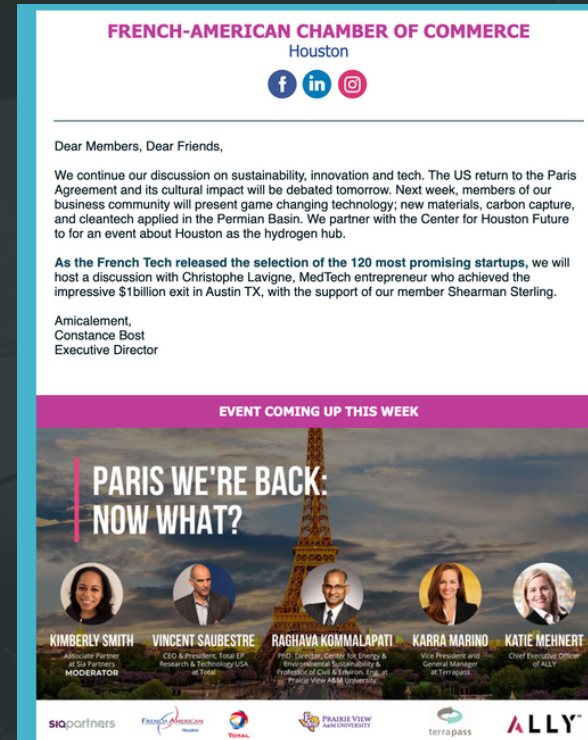 FRENCH-AMERICAN CHAMBER OF COMMERCE
Houston
Dear Members, Dear Friends,
We continue our discussion on sustainability, innovation and tech. The US return to the Paris
Agreement and its cultural impact will be debated tomorrow. Next week, members of our
business community will present game changing technology; new materials, carbon capture,
and cleantech applied in the Permian Basin. We partner with the Center for Houston Future
to for an event about Houston as the hydrogen hub.
As the French Tech released the selection of the 120 most promising startups, we will
host a discussion with Christophe Lavigne, MedTech entrepreneur who achieved the
impressive $1billion exit in Austin TX, with the support of our member Shearman Sterling.
Amicalement,
Constance Bost
Executive Director
EVENT COMING UP THIS WEEK
PARIS WE'RE BACK:
NOW WHAT?
KIMBERLY SMITH
Associate Partner
at Sia Partners
MODERATOR
VINCENT SAUBESTRE
CEO & President, Total EP
Research & Technology USA
at Total
RAGHAVA KOMMALAPATI
PhD- Director, Center for Energy &
Environmental Sustainability &
Professor of Civil & Environ. Eng. at
Prairie View A&M University
KARRA MARINO
Vice President and
General Manager
at Terrapass
KATIE MEHNERT
Chief Executive Officer
of ALLY
siapartners
FRENCH-AMERICAN
Houston
TOTAL
PRAIRIE VIEW
A&M UNIVERSITY
terrapass
ALLY